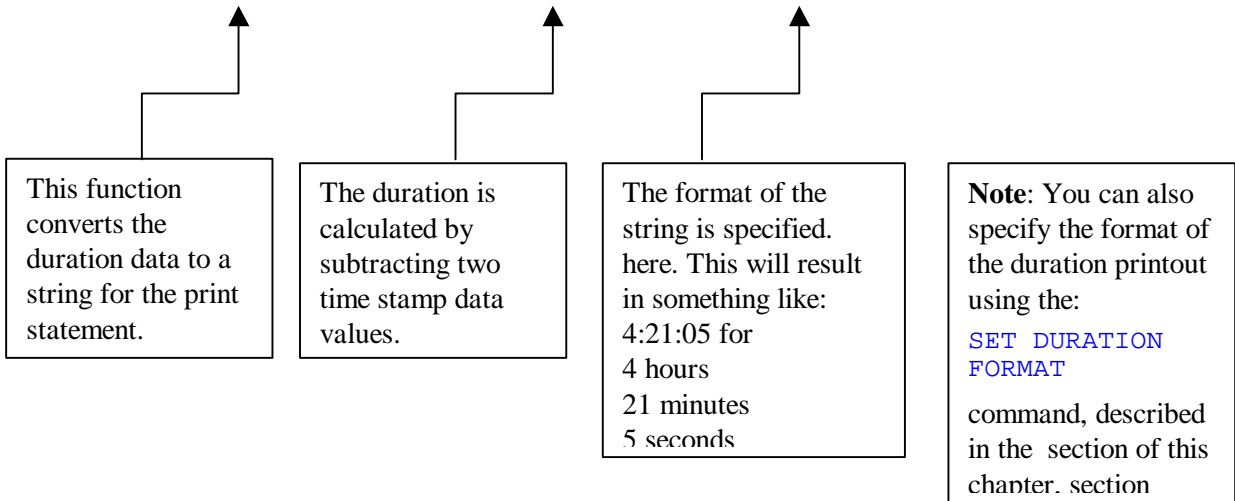 This function
converts the
duration data to a
string for the print
statement.
The duration is
calculated by
subtracting two
time stamp data
values.
The format of the
string is specified.
here. This will result
in something like:
4:21:05 for
4 hours
21 minutes
5 seconds
Note: You can also
specify the format of
the duration printout
using the:
SET DURATION
FORMAT
command, described
in the section of this
chapter, section